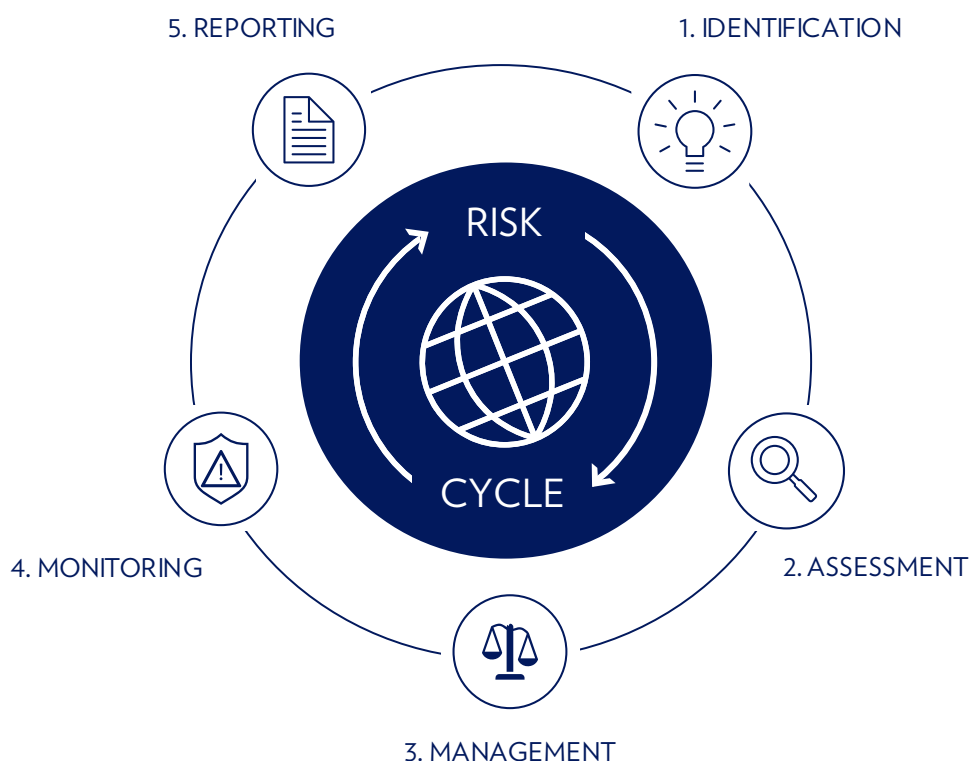 5. REPORTING
1. IDENTIFICATION
RISK
CYCLE
4. MONITORING
2. ASSESSMENT
3. MANAGEMENT